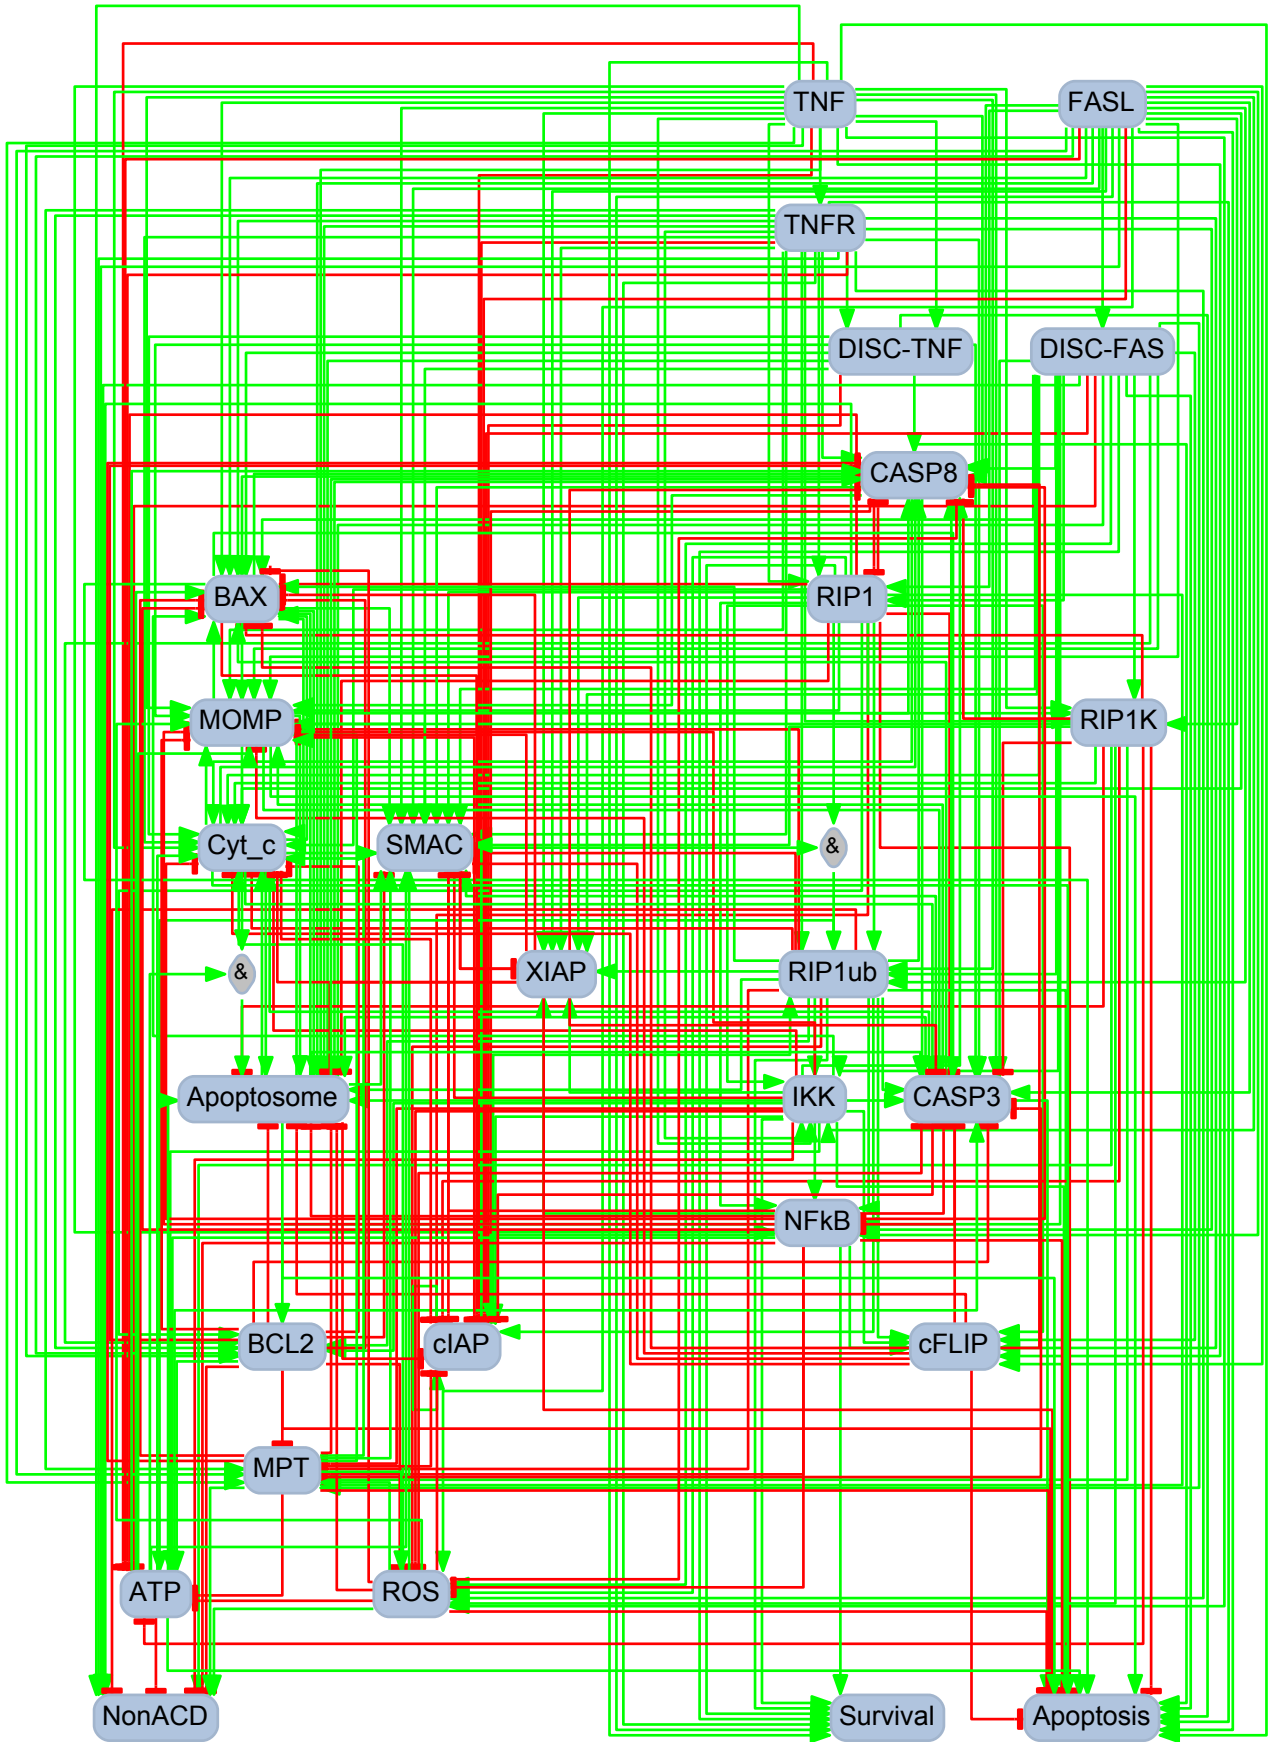 TNF
FASL
TNFR
DISC-TNF
DISC-FAS
CASP8
BAX
RIP1
MOMP
RIP1K
Cyt_c
SMAC
&
&
XIAP
RIP1ub
Apoptosome
IKK
CASP3
NFkB
BCL2
cIAP
cFLIP
MPT
ATP
ROS
NonACD
Survival
Apoptosis